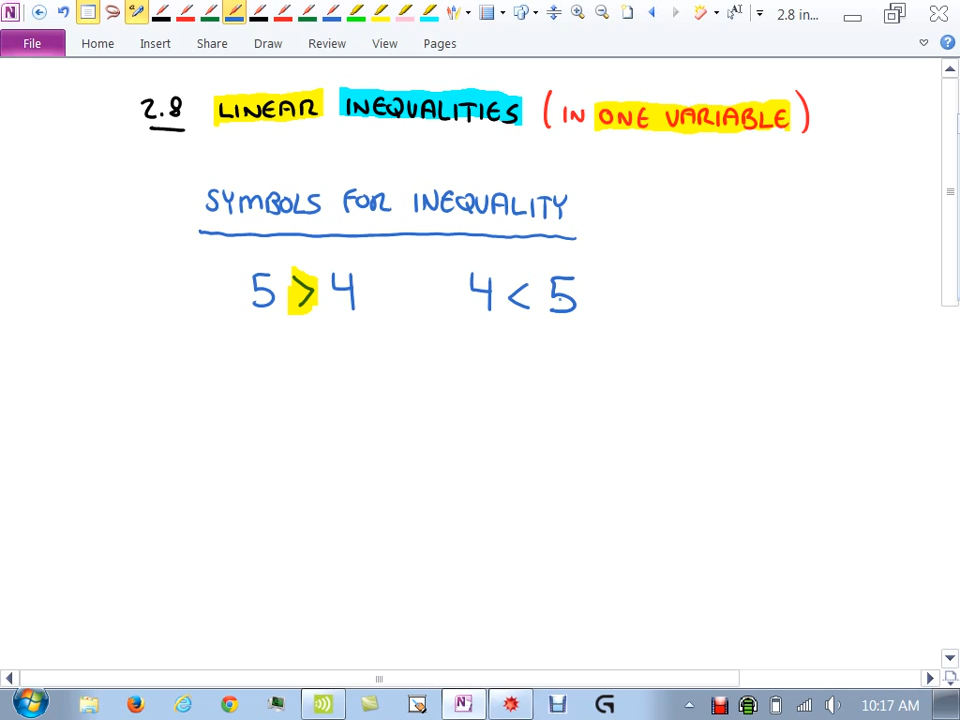 2.8 in...
File Home Insert Share Draw Review View Pages
2.8 LINEAR INEQUALITIES (IN ONE VARIABLE)
SYMBOLS FOR INEQUALITY
5 > 4 4 < 5
10:17 AM